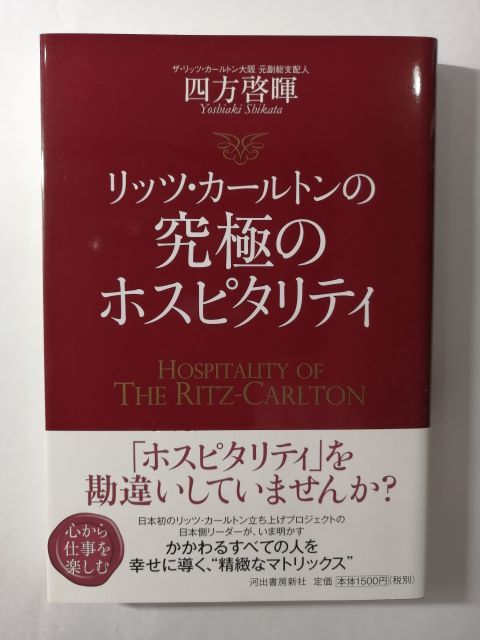 ザ・リッツ・カールトン大阪 元副総支配人
四方啓暉
Yoshiaki Shikata
リッツ・カールトンの
究極の
ホスピタリティ
HOSPITALITY OF
THE RITZ-CARLTON
「ホスピタリティ」を
勘違いしていませんか?
日本初のリッツ・カールトン立ち上げプロジェクトの
日本側リーダーが、いま明かす
かかわるすべての人を
幸せに導く、“精緻なマトリックス”
心から
仕事を
楽しむ
河出書房新社 定価 本体1500円(税別)